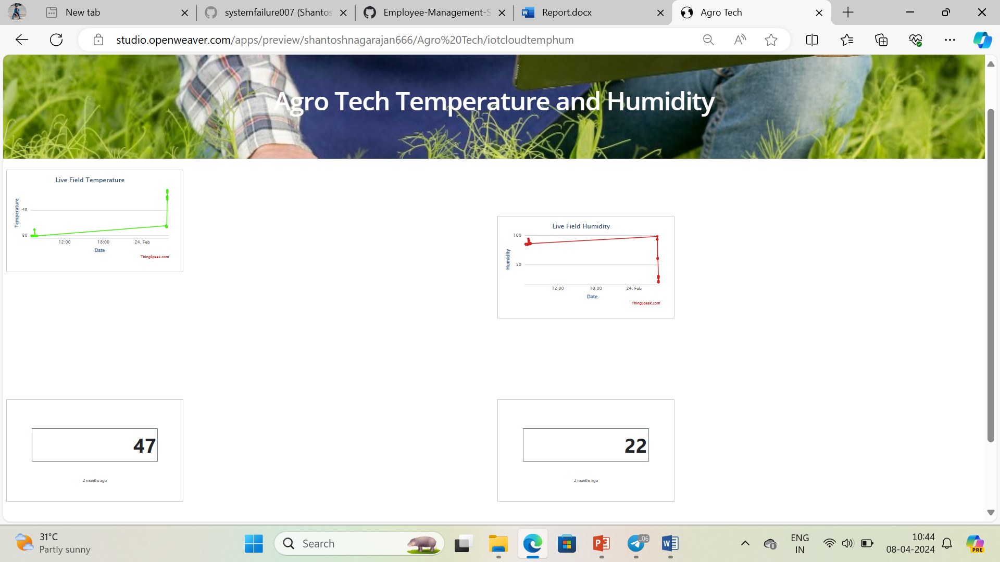 New tab
systemfailure007 (Shantos
Employee-Management-S
Report.docx
Agro Tech
studio.openweaver.com/apps/preview/shantoshnagarajan666/Agro%20Tech/iotcloudtemphum
Agro Tech Temperature and Humidity
Live Field Temperature
Temperature
40
30
12:00 18:00 24. Feb
Date
ThingSpeak.com
Live Field Humidity
Humidity
100
50
12:00 18:00 24. Feb
Date
ThingSpeak.com
47
2 months ago
22
2 months ago
31°C
Partly sunny
Search
.06
ENG
IN
10:44
08-04-2024
PRE